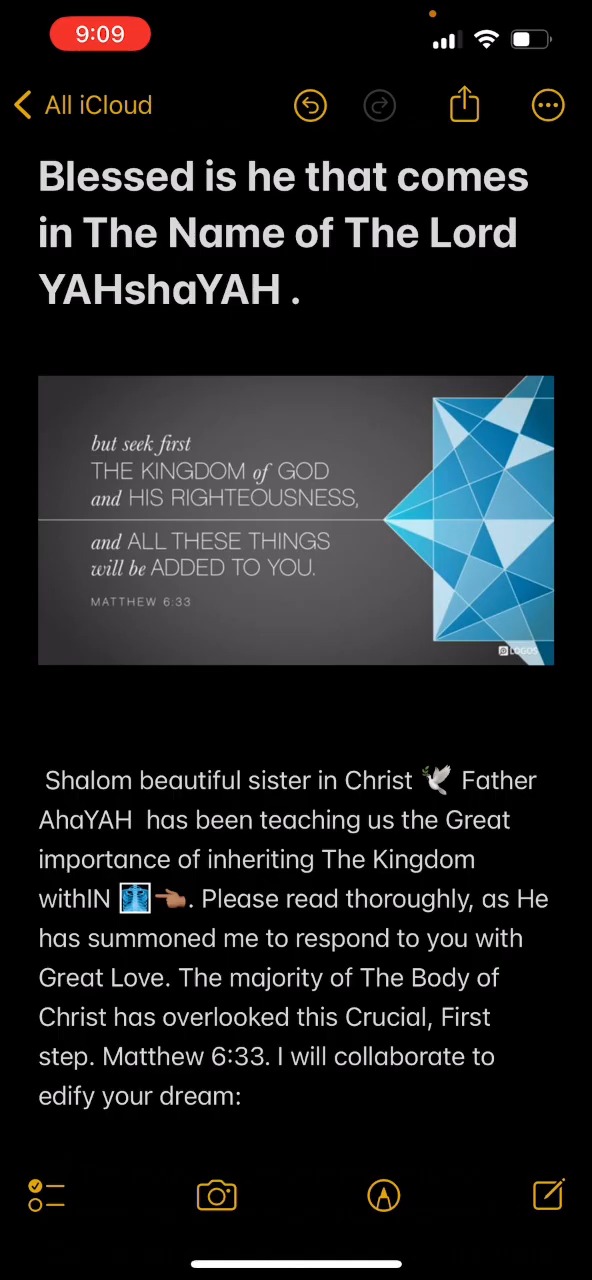 9:09
All iCloud
Blessed is he that comes
in The Name of The Lord
YAHshaYAH .
but seek first
THE KINGDOM of GOD
and HIS RIGHTEOUSNESS,
and ALL THESE THINGS
will be ADDED TO YOU.
MATTHEW 6:33
LOGOS
Shalom beautiful sister in Christ 🕊️ Father
AhaYAH has been teaching us the Great
importance of inheriting The Kingdom
withIN 🩻👈🏽. Please read thoroughly, as He
has summoned me to respond to you with
Great Love. The majority of The Body of
Christ has overlooked this Crucial, First
step. Matthew 6:33. I will collaborate to
edify your dream: